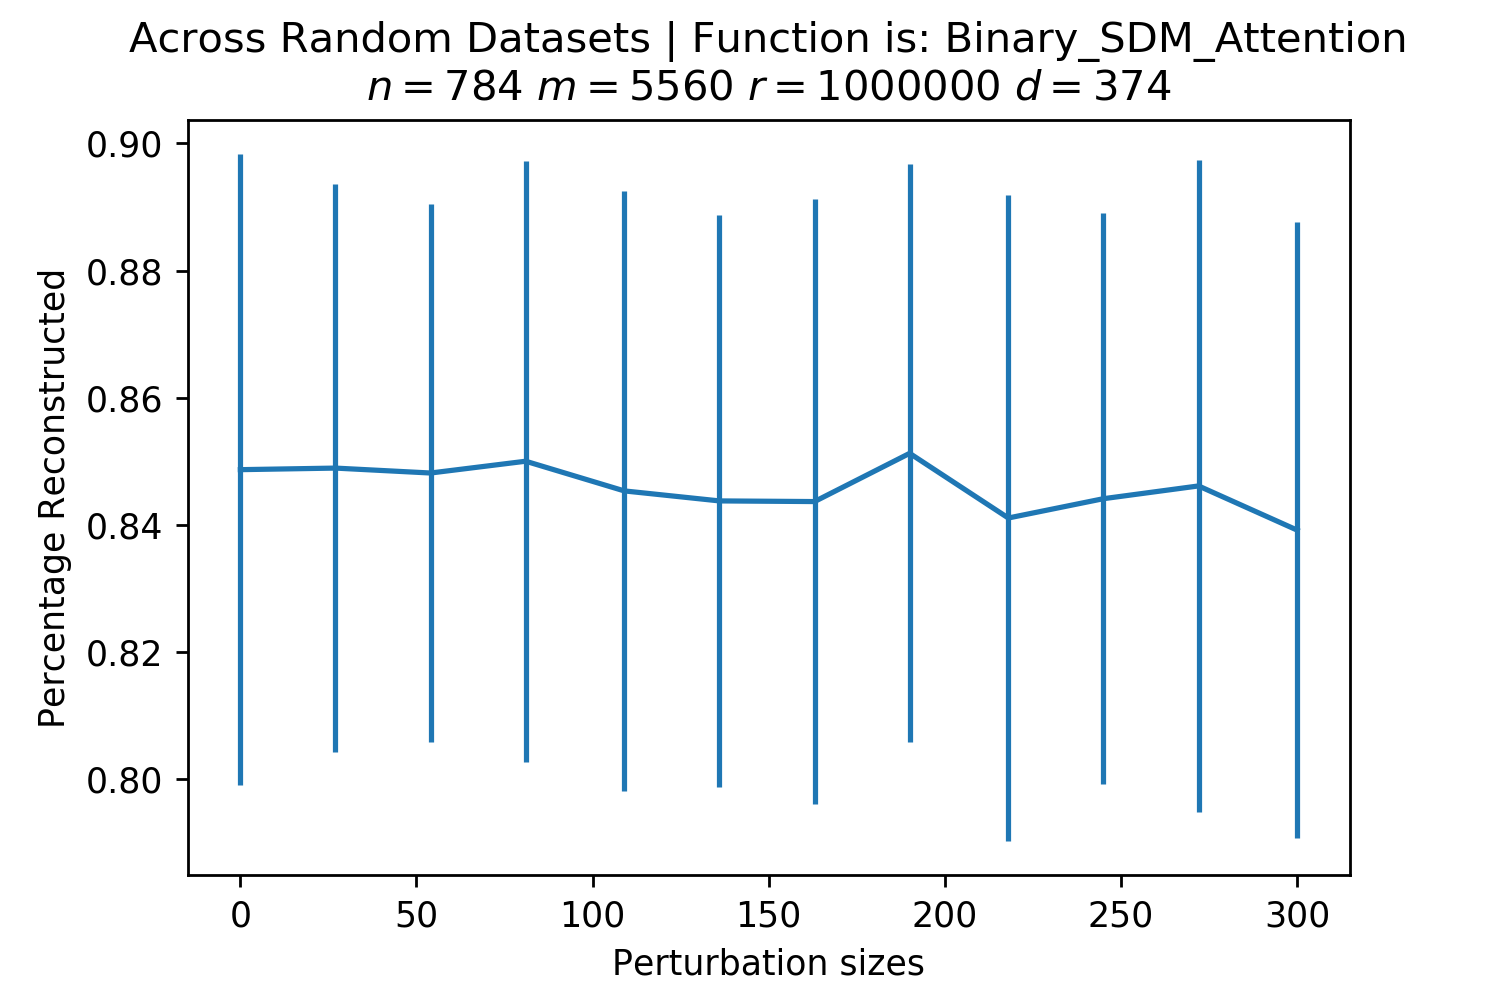 Across Random Datasets | Function is: Binary_SDM_Attention
n = 784 m = 5560 r = 1000000 d = 374
Percentage Reconstructed
0.90
0.88
0.86
0.84
0.82
0.80
0 50 100 150 200 250 300
Perturbation sizes